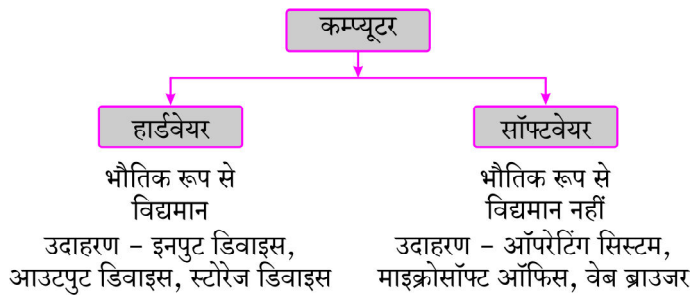 कम्प्यूटर
हार्डवेयर
भौतिक रूप से
विद्यमान
उदाहरण – इनपुट डिवाइस,
आउटपुट डिवाइस, स्टोरेज डिवाइस
सॉफ्टवेयर
भौतिक रूप से
विद्यमान नहीं
उदाहरण – ऑपरेटिंग सिस्टम,
माइक्रोसॉफ्ट ऑफिस, वेब ब्राउजर